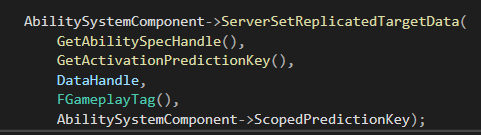 AbilitySystemComponent->ServerSetReplicatedTargetData(
GetAbilitySpecHandle(),
GetActivationPredictionKey(),
DataHandle,
FGameplayTag(),
AbilitySystemComponent->ScopedPredictionKey);